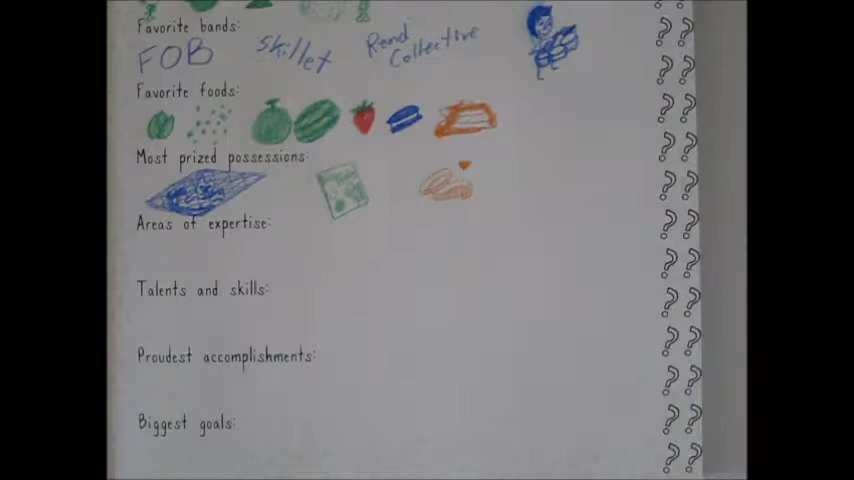 Favorite bands:
FOB Skillet Rend Collective
Favorite foods:
Most prized possessions:
Areas of expertise:
Talents and skills:
Proudest accomplishments:
Biggest goals: